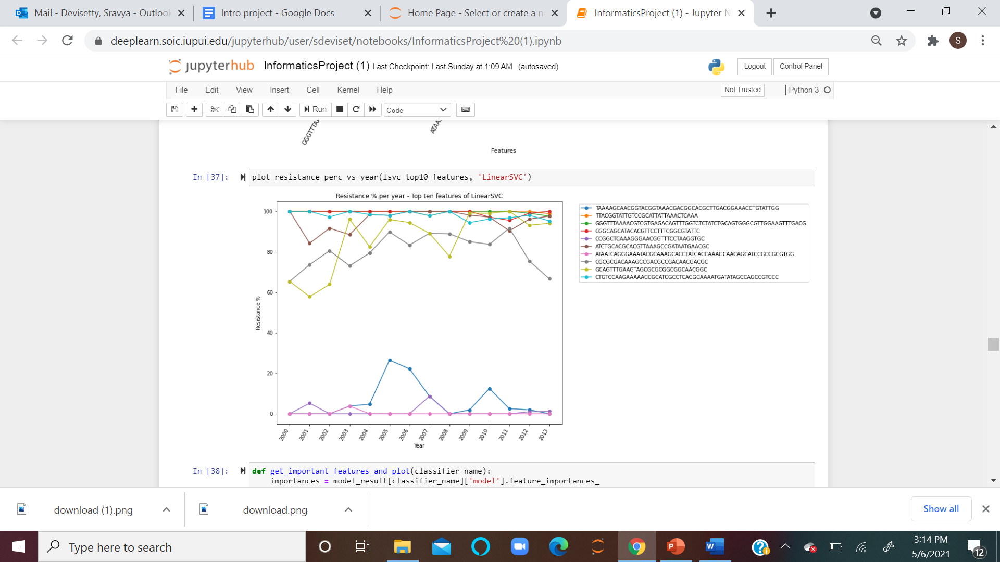 Mail - Devisetty, Sravya - Outlook
Intro project - Google Docs
Home Page - Select or create a n
InformaticsProject (1) - Jupyter N
deeplearn.soic.iupui.edu/jupyterhub/user/sdeviset/notebooks/InformaticsProject%20(1).ipynb
S
jupyterhub InformaticsProject (1) Last Checkpoint: Last Sunday at 1:09 AM (autosaved)
Logout Control Panel
File Edit View Insert Cell Kernel Help
Not Trusted Python 3
Run Code
GGGTTTAA
ATAA
Features
In [37]: plot_resistance_perc_vs_year(lsvc_top10_features, 'LinearSVC')
Resistance % per year - Top ten features of LinearSVC
100
80
60
40
20
0
Resistance %
2000 2001 2002 2003 2004 2005 2006 2007 2008 2009 2010 2011 2012 2013
Year
TAAAAGCAACGGTACGGTAAACGACGGCACGCTTGACGGAAACCTGTATTGG
TTACGGTATTGTCCGCATTATTAAACTCAAA
GGGTTTAAAACGTCGTGAGACAGTTTGGTCTCTATCTGCAGTGGGCGTTGGAAGTTTGACG
CGGCAGCATACACGTTCCTTTCGGCGTATTC
CCGGCTCAAAGGGAACGGTTTCCTAAGGTGC
ATCTGCACGCACGTTAAAGCCGATAATGAACGC
ATAATCAGGGAAATACGCAAAGCACCTATCACCAAAGCAACAGCATCCGCCGCGTGG
CGCGCGACAAAGCCGACGCCGACAACGACGC
GCAGTTTGAAGTAGCGCGCGGCGGCAACGGC
CTGTCCAAGAAAAACCGCATCGCCTCACGCAAAATGATATAGCCAGCCGTCCC
In [38]: def get_important_features_and_plot(classifier_name):
importances = model_result[classifier_name]['model'].feature_importances_
download (1).png
download.png
Show all
Type here to search
3:14 PM
5/6/2021
12